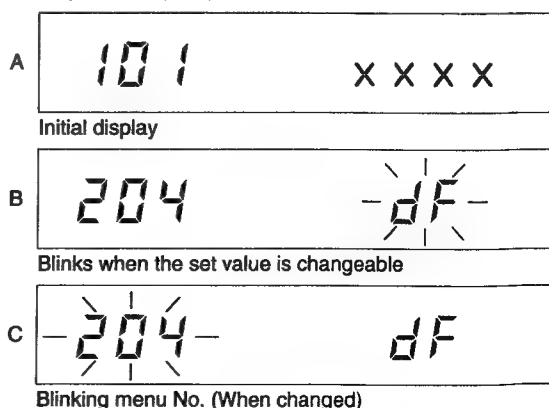 A 101 x x x x
Initial display
B 204 dF
Blinks when the set value is changeable
C 204 dF
Blinking menu No. (When changed)